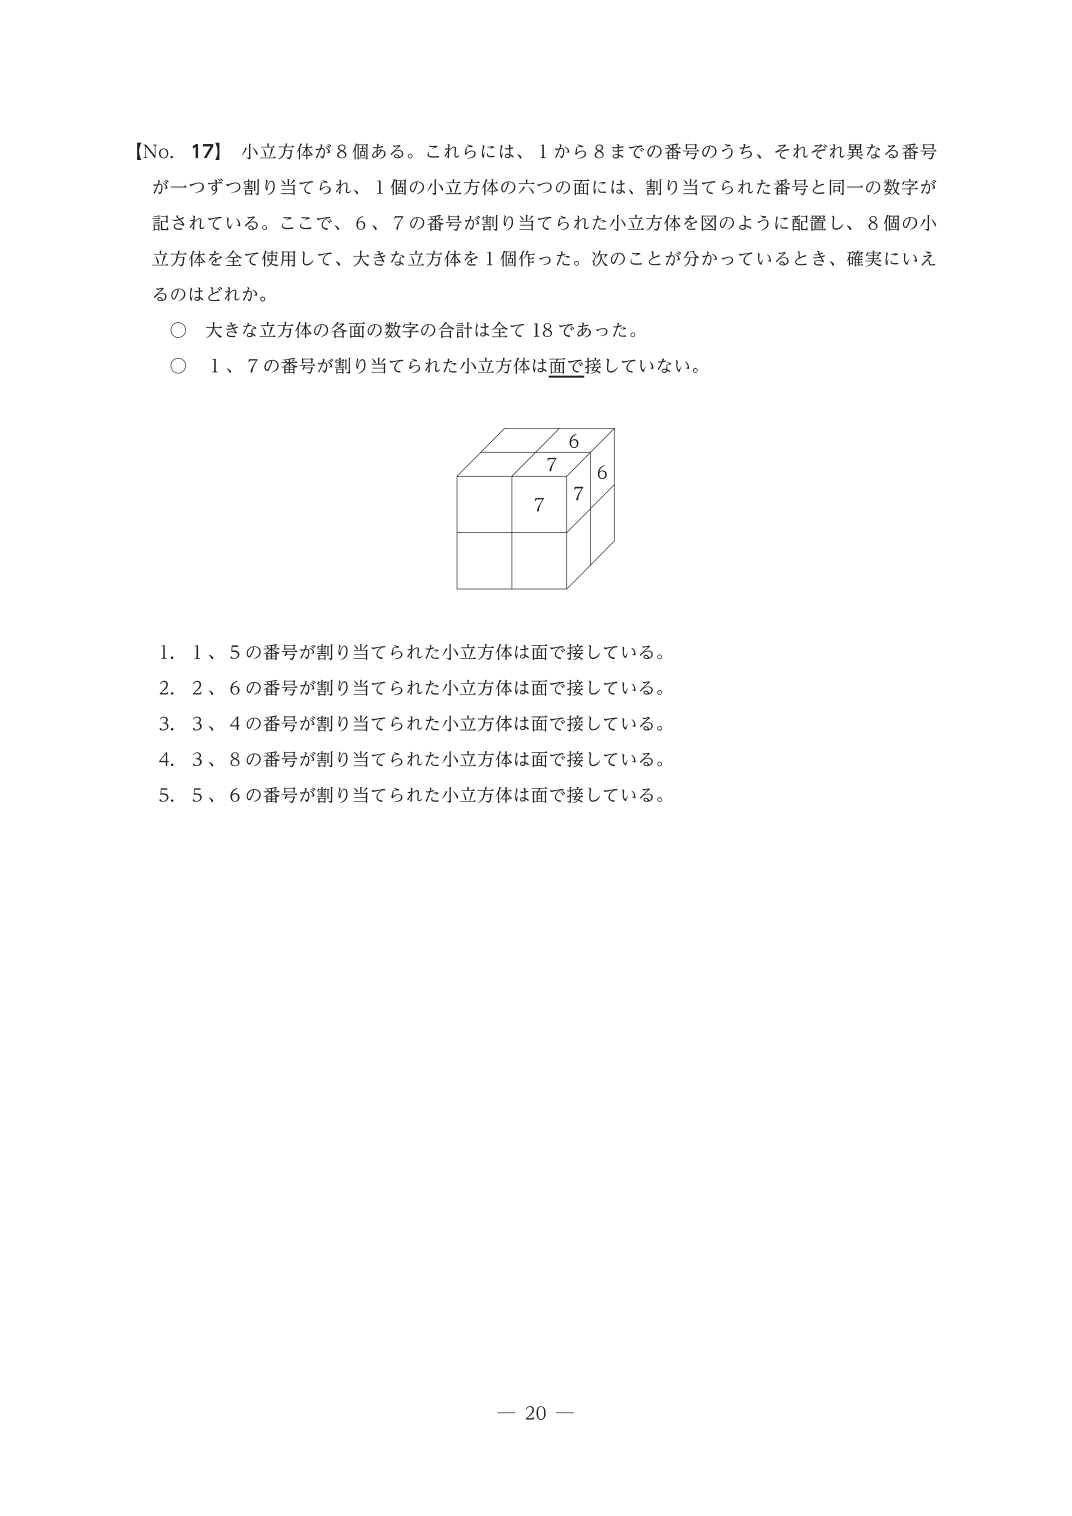 【No. 17】 小立方体が8個ある。これらには、1から8までの番号のうち、それぞれ異なる番号
が一つずつ割り当てられ、1個の小立方体の六つの面には、割り当てられた番号と同一の数字が
記されている。ここで、6、7の番号が割り当てられた小立方体を図のように配置し、8個の小
立方体を全て使用して、大きな立方体を1個作った。次のことが分かっているとき、確実にいえ
るのはどれか。
○ 大きな立方体の各面の数字の合計は全て18であった。
○ 1、7の番号が割り当てられた小立方体は面で接していない。
6
7
6
7
7
1. 1、5の番号が割り当てられた小立方体は面で接している。
2. 2、6の番号が割り当てられた小立方体は面で接している。
3. 3、4の番号が割り当てられた小立方体は面で接している。
4. 3、8の番号が割り当てられた小立方体は面で接している。
5. 5、6の番号が割り当てられた小立方体は面で接している。
― 20 ―